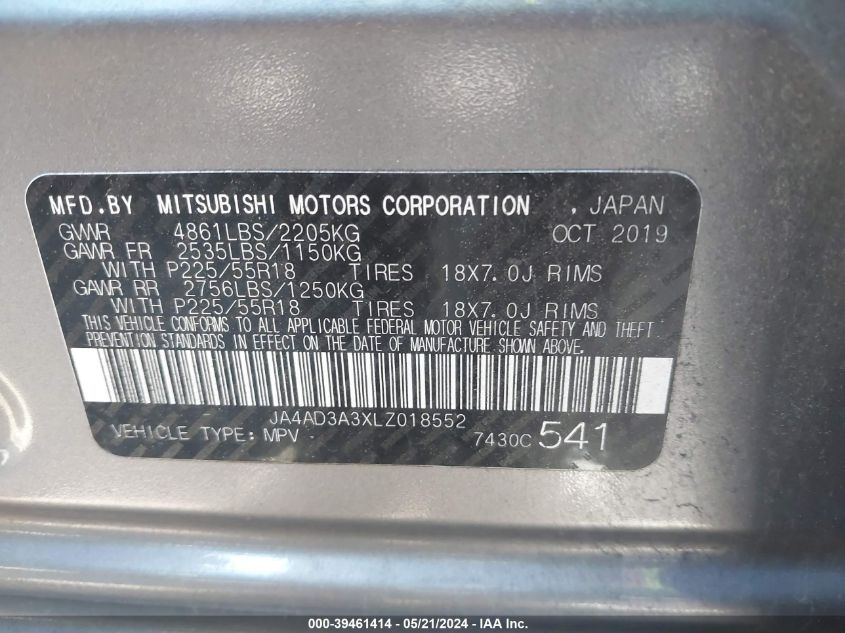 MFD.BY MITSUBISHI MOTORS CORPORATION , JAPAN
GVWR 4861LBS/2205KG OCT 2019
GAWR FR 2535LBS/1150KG
WITH P225/55R18 TIRES 18X7.0J RIMS
GAWR RR 2756LBS/1250KG
WITH P225/55R18 TIRES 18X7.0J RIMS
THIS VEHICLE CONFORMS TO ALL APPLICABLE FEDERAL MOTOR VEHICLE SAFETY AND THEFT
PREVENTION STANDARDS IN EFFECT ON THE DATE OF MANUFACTURE SHOWN ABOVE.
JA4AD3A3XLZ018552
VEHICLE TYPE: MPV 7430C 541
000-39461414 - 05/21/2024 - IAA Inc.